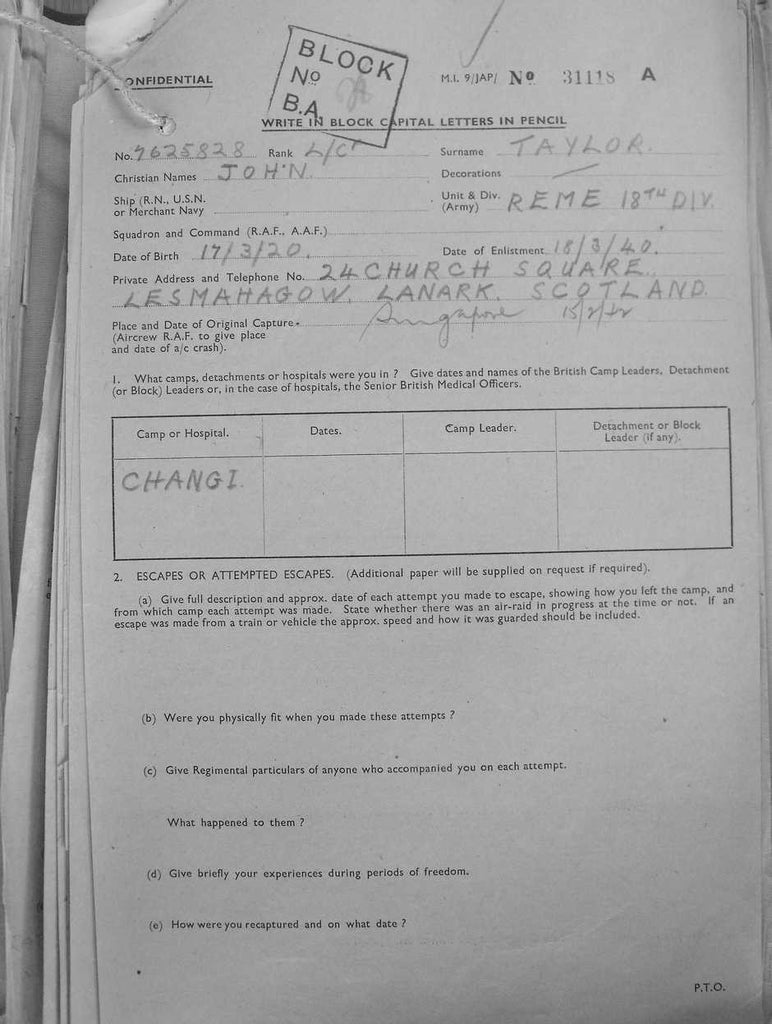 BLOCK
No
B.A
CONFIDENTIAL
M.I. 9/JAP/ No 31118 A
WRITE IN BLOCK CAPITAL LETTERS IN PENCIL
No. 7625828 Rank L/CPL Surname TAYLOR.
Christian Names JOHN. Decorations
Ship (R.N., U.S.N. or Merchant Navy Unit & Div. (Army) REME 18TH DIV.
Squadron and Command (R.A.F., A.A.F.)
Date of Birth 17/3/20. Date of Enlistment 18/3/40.
Private Address and Telephone No. 24 CHURCH SQUARE.
LESMAHAGOW. LANARK. SCOTLAND.
Place and Date of Original Capture. Singapore 15/2/42
(Aircrew R.A.F. to give place
and date of a/c crash).
1. What camps, detachments or hospitals were you in ? Give dates and names of the British Camp Leaders, Detachment
(or Block) Leaders or, in the case of hospitals, the Senior British Medical Officers.
Camp or Hospital. Dates. Camp Leader. Detachment or Block Leader (if any).
CHANGI.
2. ESCAPES OR ATTEMPTED ESCAPES. (Additional paper will be supplied on request if required).
(a) Give full description and approx. date of each attempt you made to escape, showing how you left the camp, and
from which camp each attempt was made. State whether there was an air-raid in progress at the time or not. If an
escape was made from a train or vehicle the approx. speed and how it was guarded should be included.
(b) Were you physically fit when you made these attempts ?
(c) Give Regimental particulars of anyone who accompanied you on each attempt.
What happened to them ?
(d) Give briefly your experiences during periods of freedom.
(e) How were you recaptured and on what date ?
P.T.O.